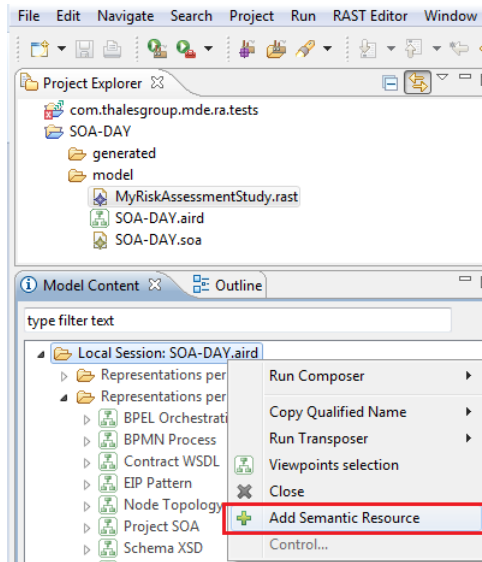 File Edit Navigate Search Project Run RAST Editor Window
Project Explorer
com.thalesgroup.mde.ra.tests
SOA-DAY
generated
model
MyRiskAssessmentStudy.rast
SOA-DAY.aird
SOA-DAY.soa
Model Content Outline
type filter text
Local Session: SOA-DAY.aird
Representations per
Run Composer
Representations per
BPEL Orchestrati
Copy Qualified Name
BPMN Process
Run Transposer
Contract WSDL
Viewpoints selection
EIP Pattern
Close
Node Topology
Add Semantic Resource
Project SOA
Schema XSD
Control...